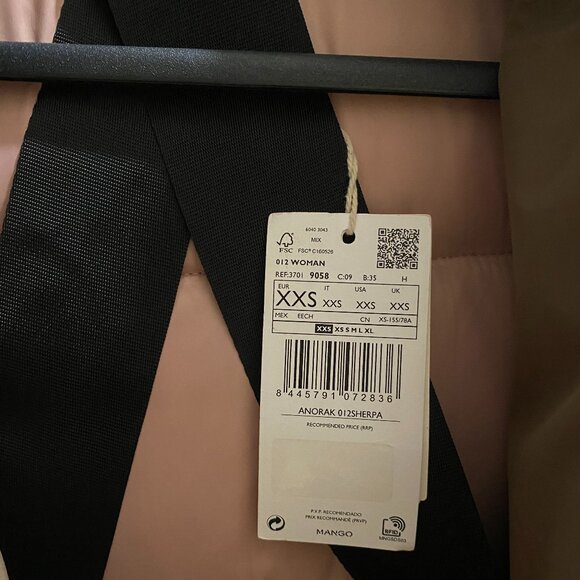 6040 3043
MIX
FSC
FSC® C160526
012 WOMAN
REF:3701 9058 C:09 B:35 H
EUR IT USA UK
XXS XXS XXS XXS
MEX EECH CN XS-155/78A
XXS XS S M L XL
8 445791 072836
ANORAK 012SHERPA
RECOMMENDED PRICE (RRP)
P.V.P. RECOMENDADO
PRIX RECOMMANDÉ (PRVP)
MANGO
RFID